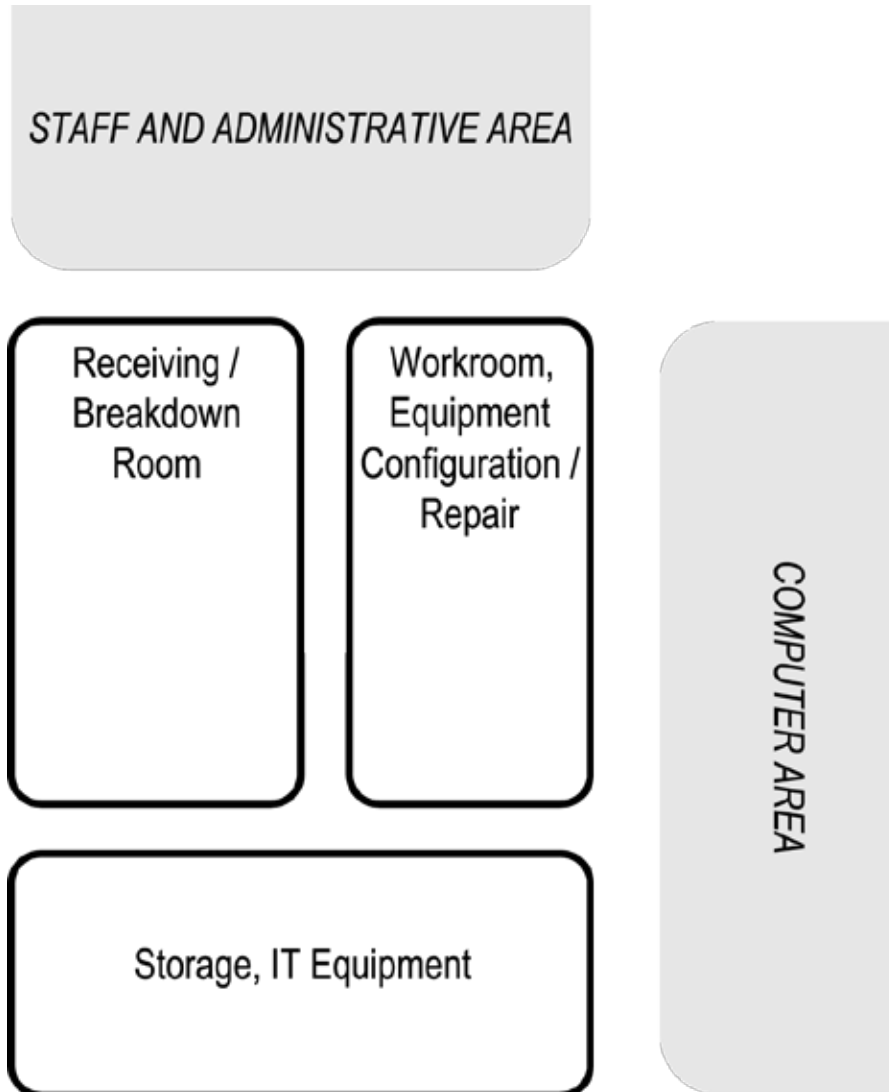 STAFF AND ADMINISTRATIVE AREA
Receiving /
Breakdown
Room
Workroom,
Equipment
Configuration /
Repair
COMPUTER AREA
Storage, IT Equipment